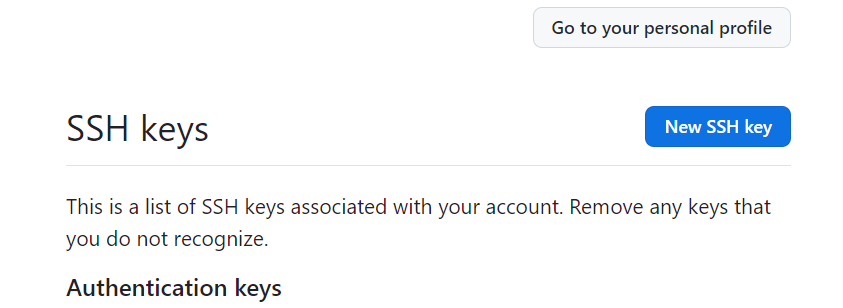 Go to your personal profile
SSH keys
New SSH key
This is a list of SSH keys associated with your account. Remove any keys that
you do not recognize.
Authentication keys